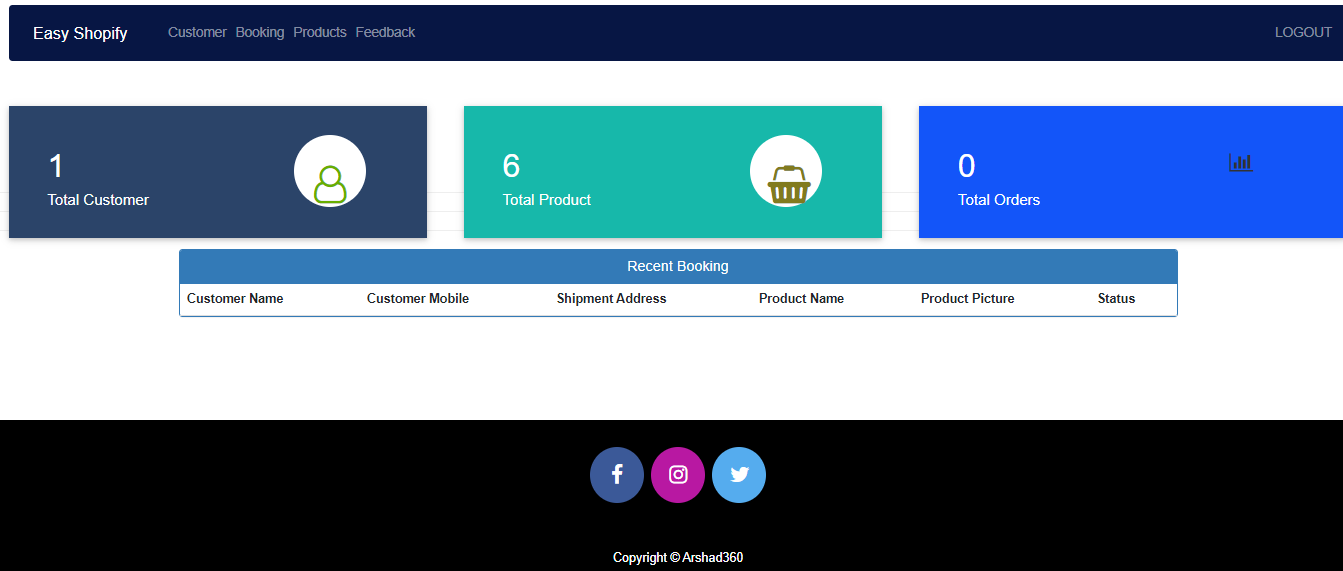 Easy Shopify Customer Booking Products Feedback LOGOUT
1 6 0
Total Customer Total Product Total Orders
Recent Booking
Customer Name Customer Mobile Shipment Address Product Name Product Picture Status
Copyright © Arshad360